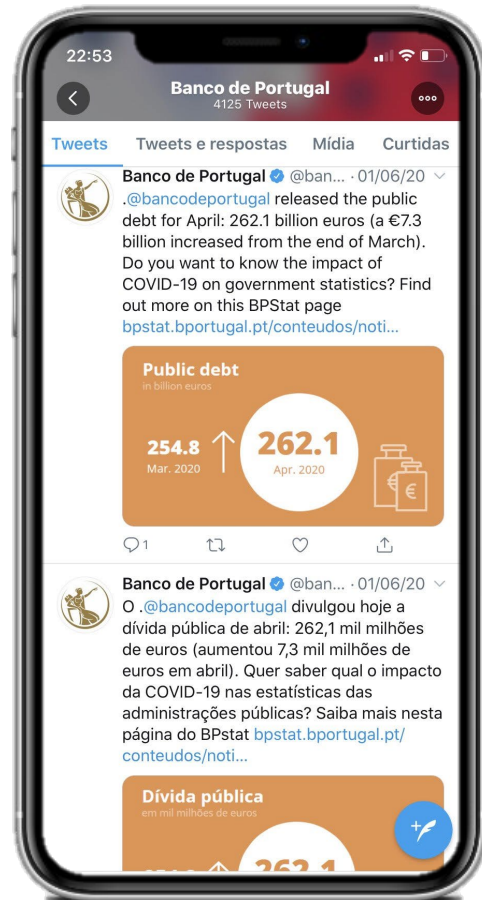 22:53
Banco de Portugal
4125 Tweets
Tweets Tweets e respostas Mídia Curtidas
Banco de Portugal @ban... · 01/06/20
.@bancodeportugal released the public
debt for April: 262.1 billion euros (a €7.3
billion increased from the end of March).
Do you want to know the impact of
COVID-19 on government statistics? Find
out more on this BPStat page
bpstat.bportugal.pt/conteudos/noti...
Public debt
in billion euros
254.8
Mar. 2020
262.1
Apr. 2020
€
€
1
Banco de Portugal @ban... · 01/06/20
O .@bancodeportugal divulgou hoje a
dívida pública de abril: 262,1 mil milhões
de euros (aumentou 7,3 mil milhões de
euros em abril). Quer saber qual o impacto
da COVID-19 nas estatísticas das
administrações públicas? Saiba mais nesta
página do BPstat bpstat.bportugal.pt/
conteudos/noti...
Dívida pública
em mil milhões de euros
262.1